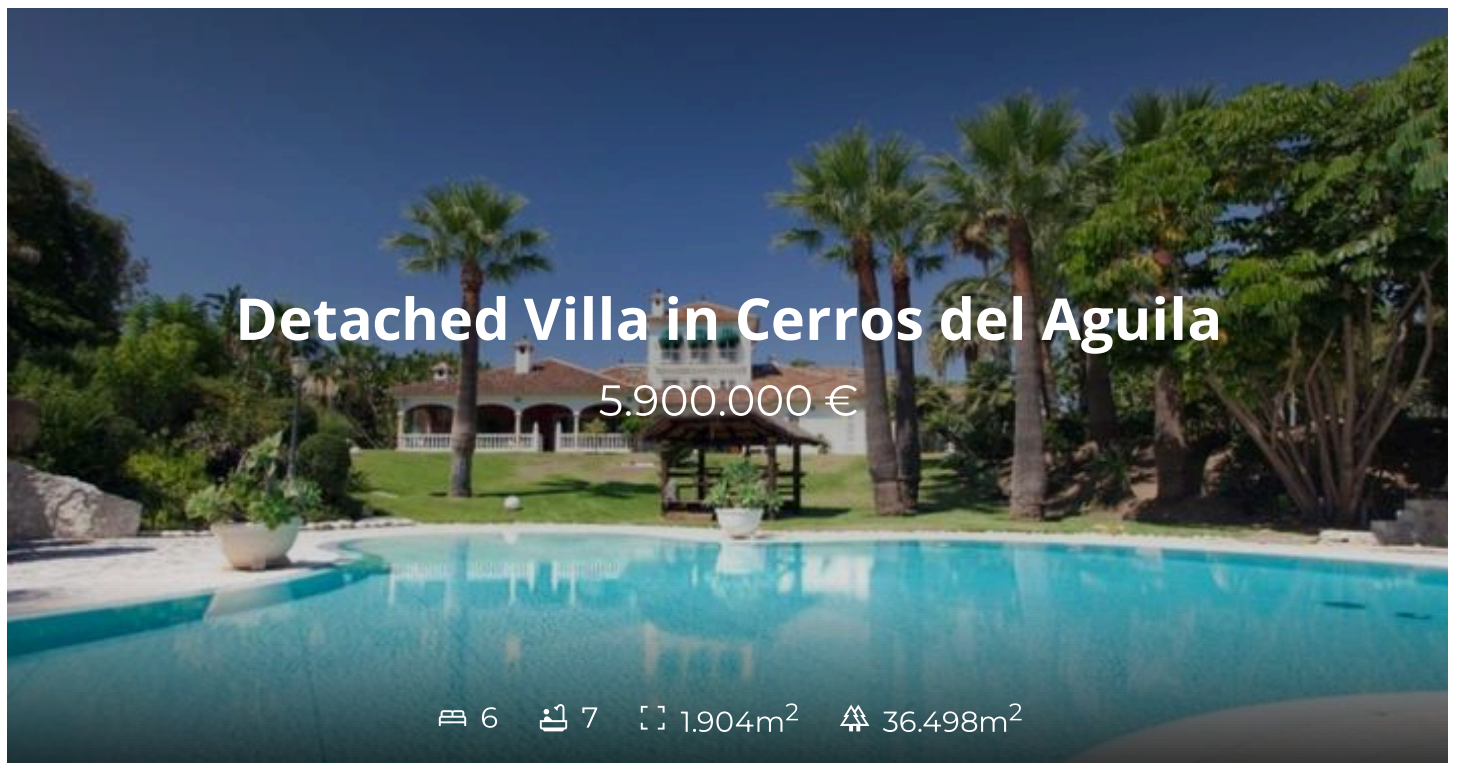 Detached Villa in Cerros del Aguila
5.900.000 €
6 7 1.904m² 36.498m²